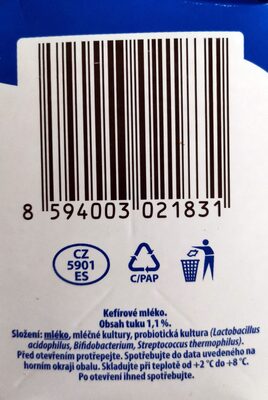 8 594003 021831
CZ
5901
ES
C/PAP
Kefírové mléko.
Obsah tuku 1,1 %.
Složení: mléko, mléčné kultury, probiotická kultura (Lactobacillus
acidophilus, Bifidobacterium, Streptococcus thermophilus).
Před otevřením protřepejte. Spotřebujte do data uvedeného na
horním okraji obalu. Skladujte při teplotě od +2 °C do +8 °C.
Po otevření ihned spotřebujte.